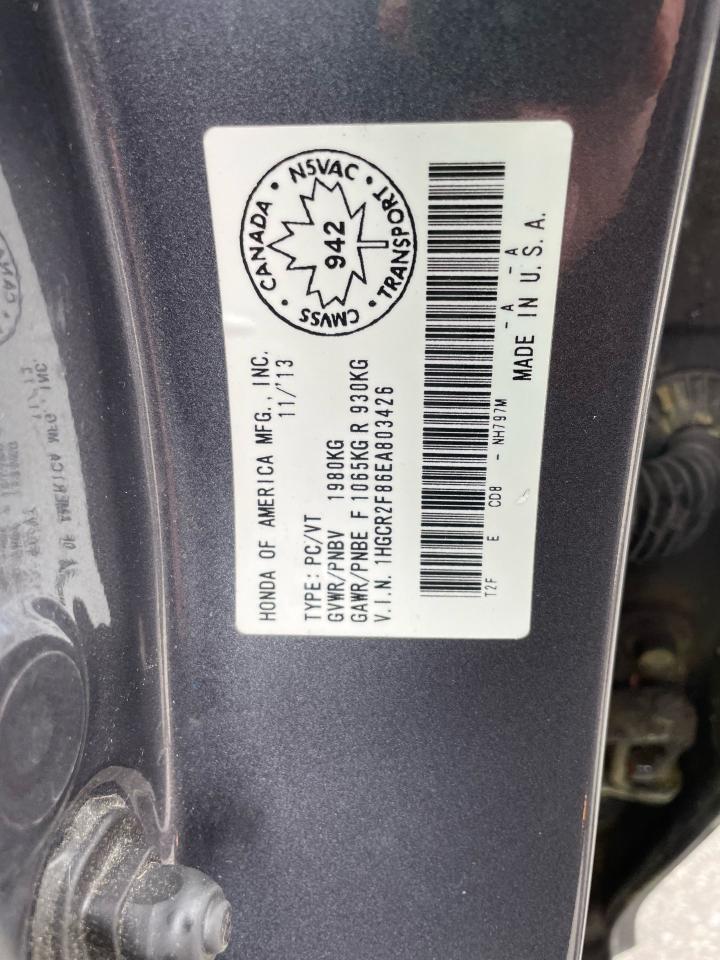 CANADA • NSVAC • TRANSPORT • CMVSS •
942
HONDA OF AMERICA MFG., INC.
11/'13
TYPE: PC/VT
GVWR/PNBV 1980KG
GAWR/PNBE F 1065KG R 930KG
V.I.N. 1HGCR2F86EA803426
T2F E CD8 - NH797M - A - A
MADE IN U.S.A.